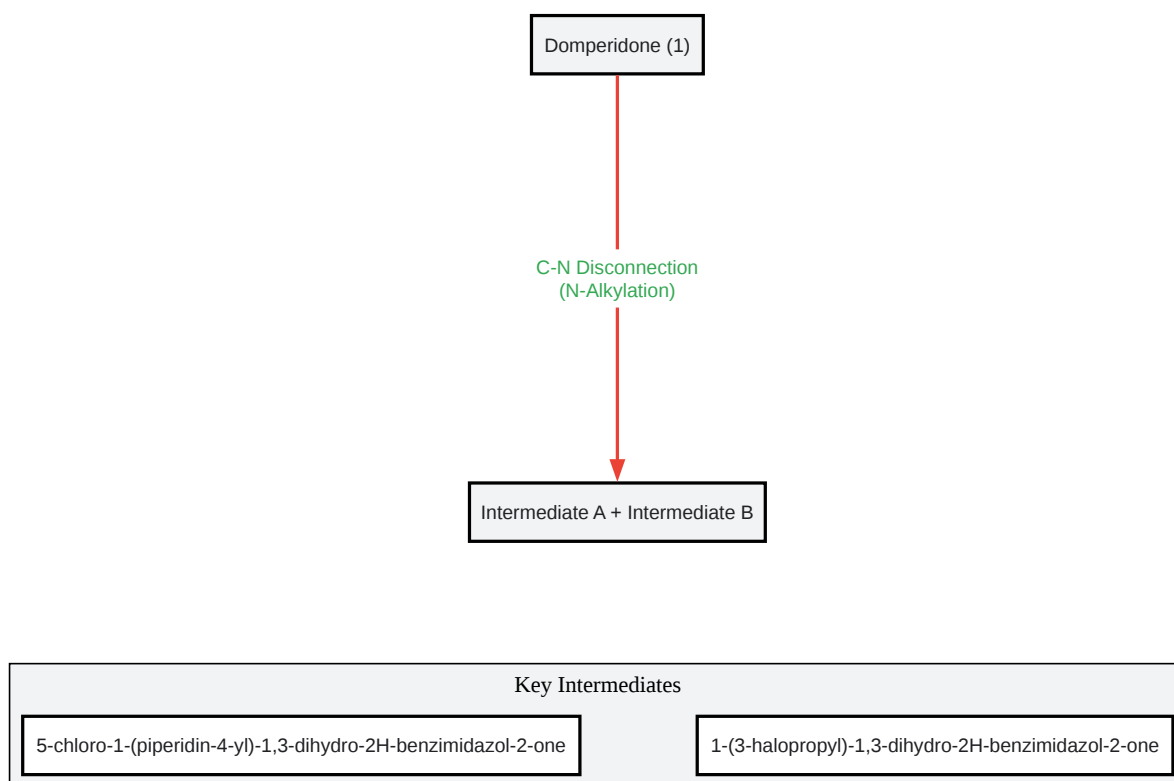 Domperidone (1)
C-N Disconnection
(N-Alkylation)
Intermediate A + Intermediate B
Key Intermediates
5-chloro-1-(piperidin-4-yl)-1,3-dihydro-2H-benzimidazol-2-one
1-(3-halopropyl)-1,3-dihydro-2H-benzimidazol-2-one